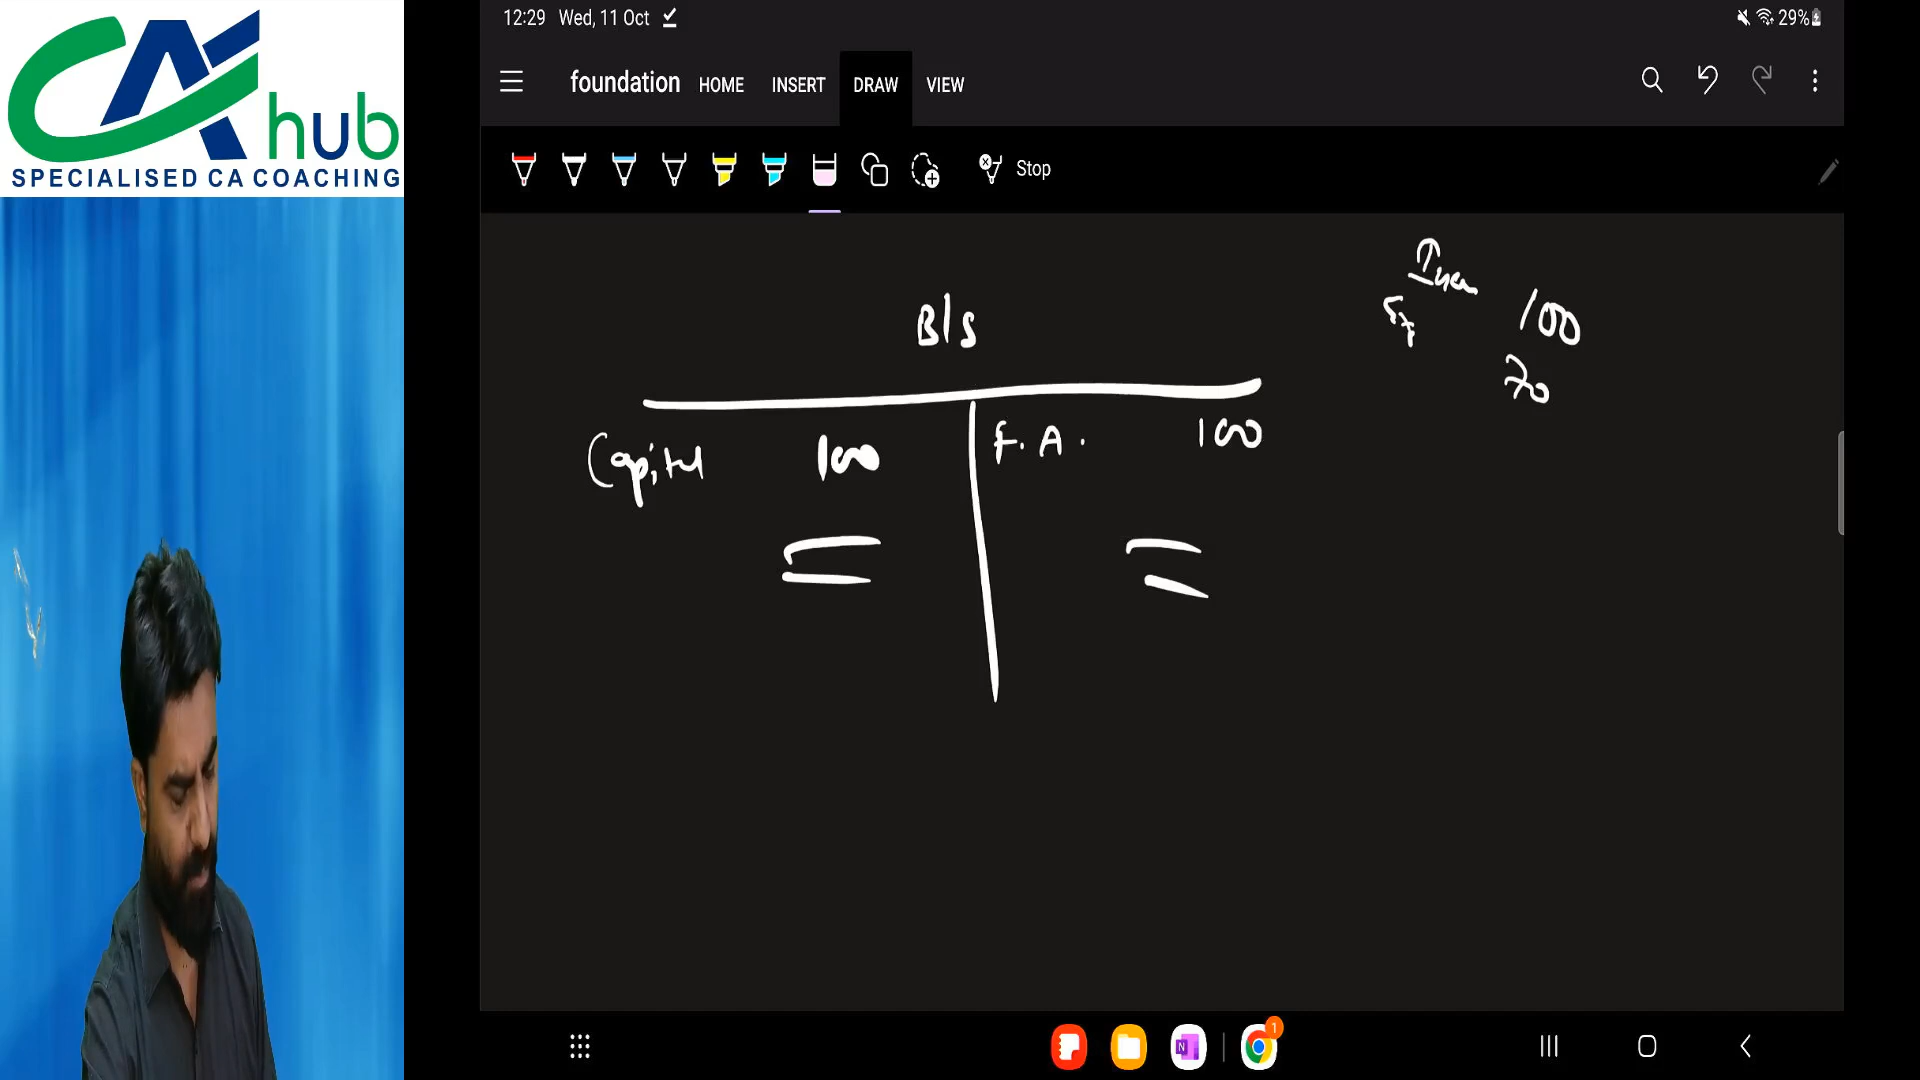 CA hub
SPECIALISED CA COACHING
12:29 Wed, 11 Oct
29%
foundation HOME INSERT DRAW VIEW
Stop
B/S
Capital 100 F.A. 100
100
70
1